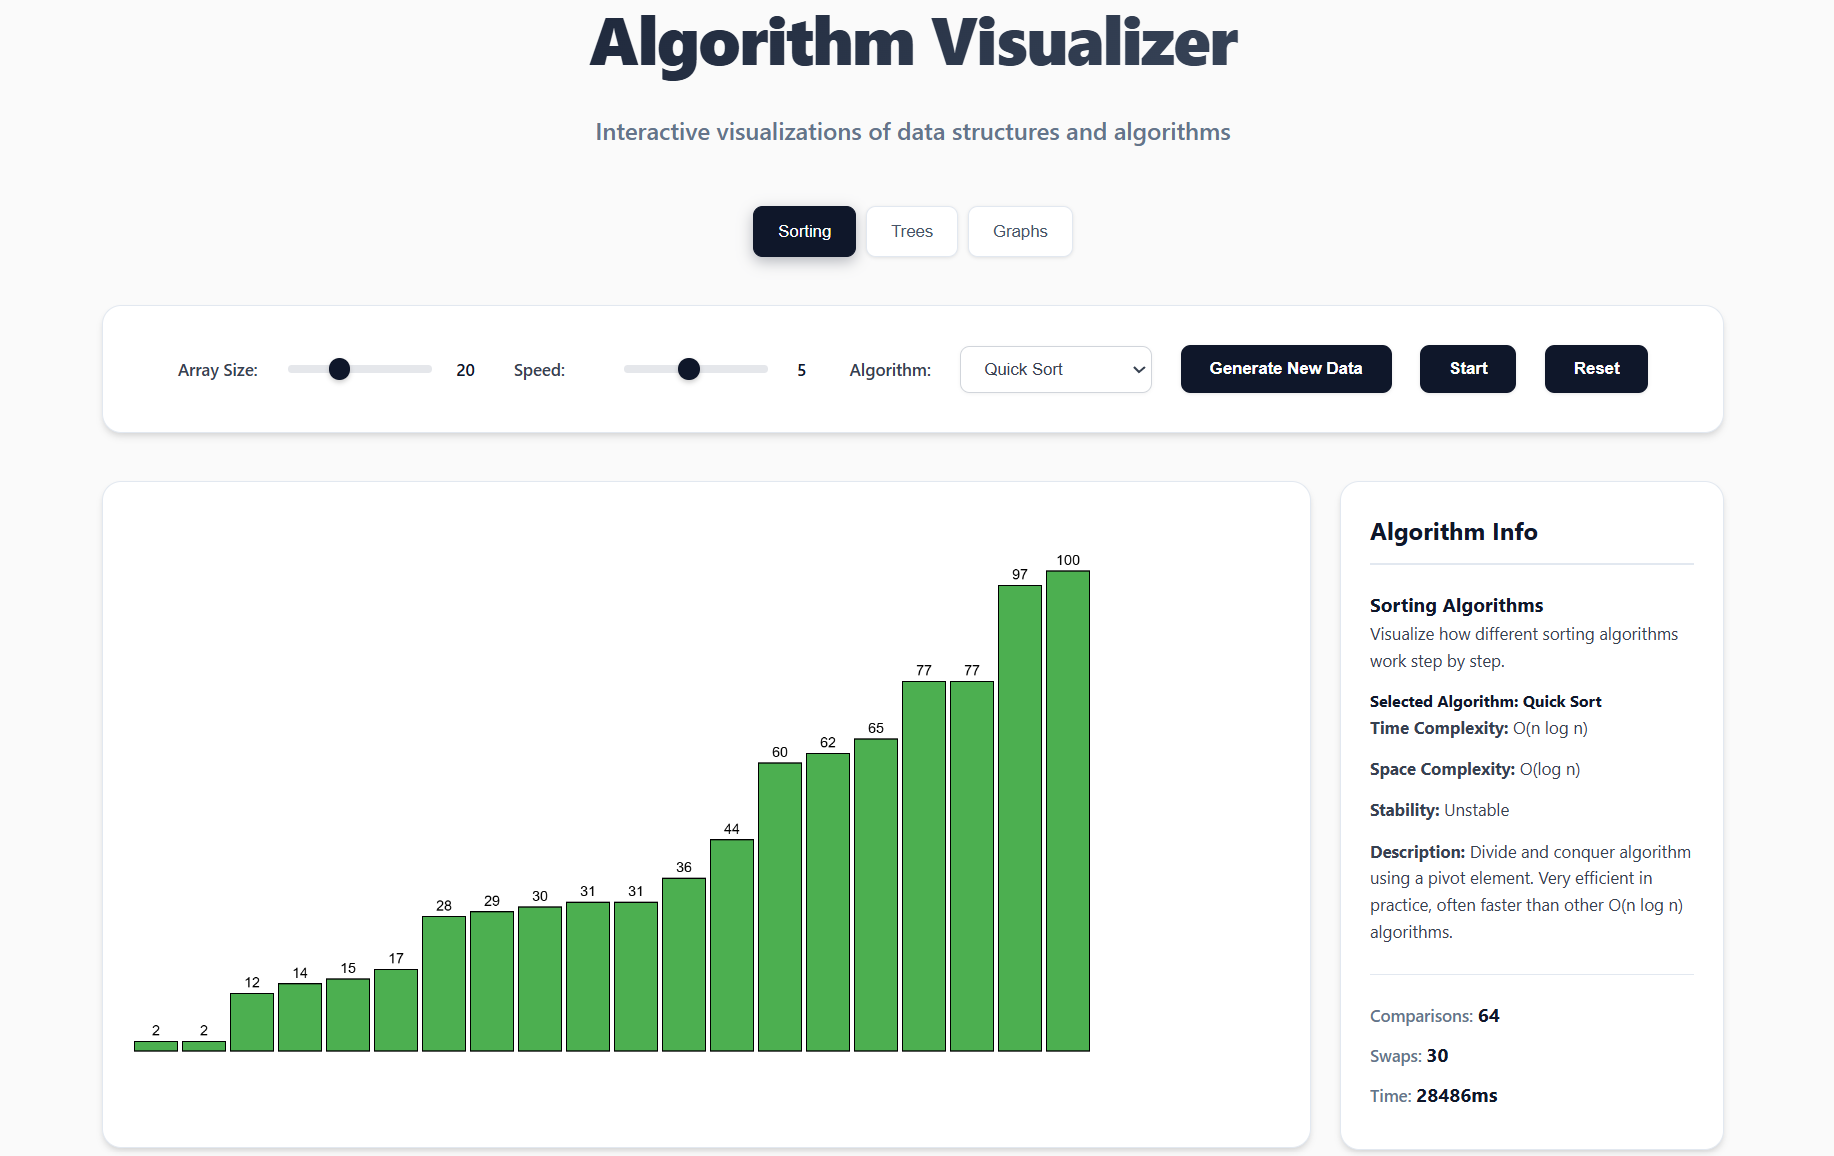 Algorithm Visualizer
Interactive visualizations of data structures and algorithms
Sorting
Trees
Graphs
Array Size:
20
Speed:
5
Algorithm:
Quick Sort
Generate New Data
Start
Reset
2
2
12
14
15
17
28
29
30
31
31
36
44
60
62
65
77
77
97
100
Algorithm Info
Sorting Algorithms
Visualize how different sorting algorithms
work step by step.
Selected Algorithm: Quick Sort
Time Complexity: O(n log n)
Space Complexity: O(log n)
Stability: Unstable
Description: Divide and conquer algorithm
using a pivot element. Very efficient in
practice, often faster than other O(n log n)
algorithms.
Comparisons: 64
Swaps: 30
Time: 28486ms